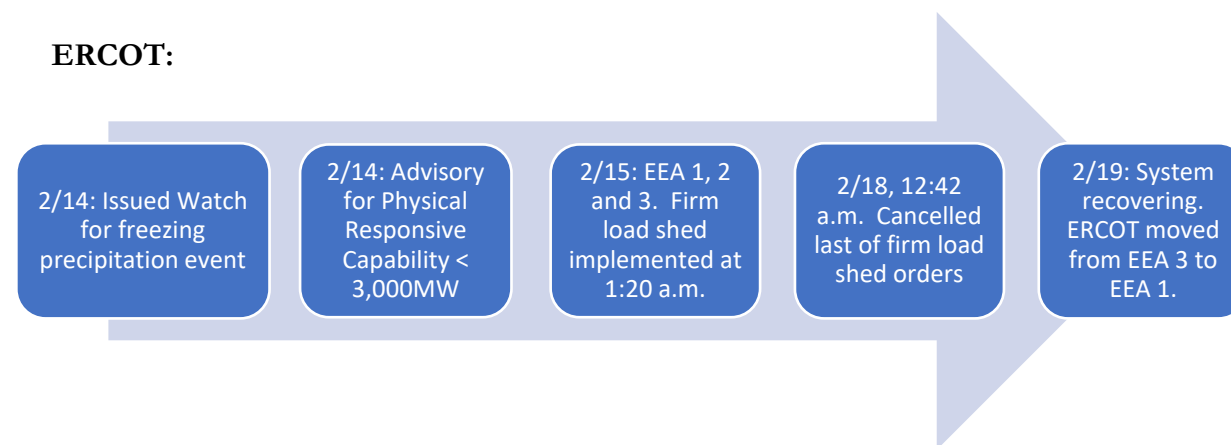 ERCOT:
2/14: Issued Watch
for freezing
precipitation event
2/14: Advisory
for Physical
Responsive
Capability <
3,000MW
2/15: EEA 1, 2
and 3.  Firm
load shed
implemented at
1:20 a.m.
2/18, 12:42
a.m.  Cancelled
last of firm load
shed orders
2/19: System
recovering.
ERCOT moved
from EEA 3 to
EEA 1.